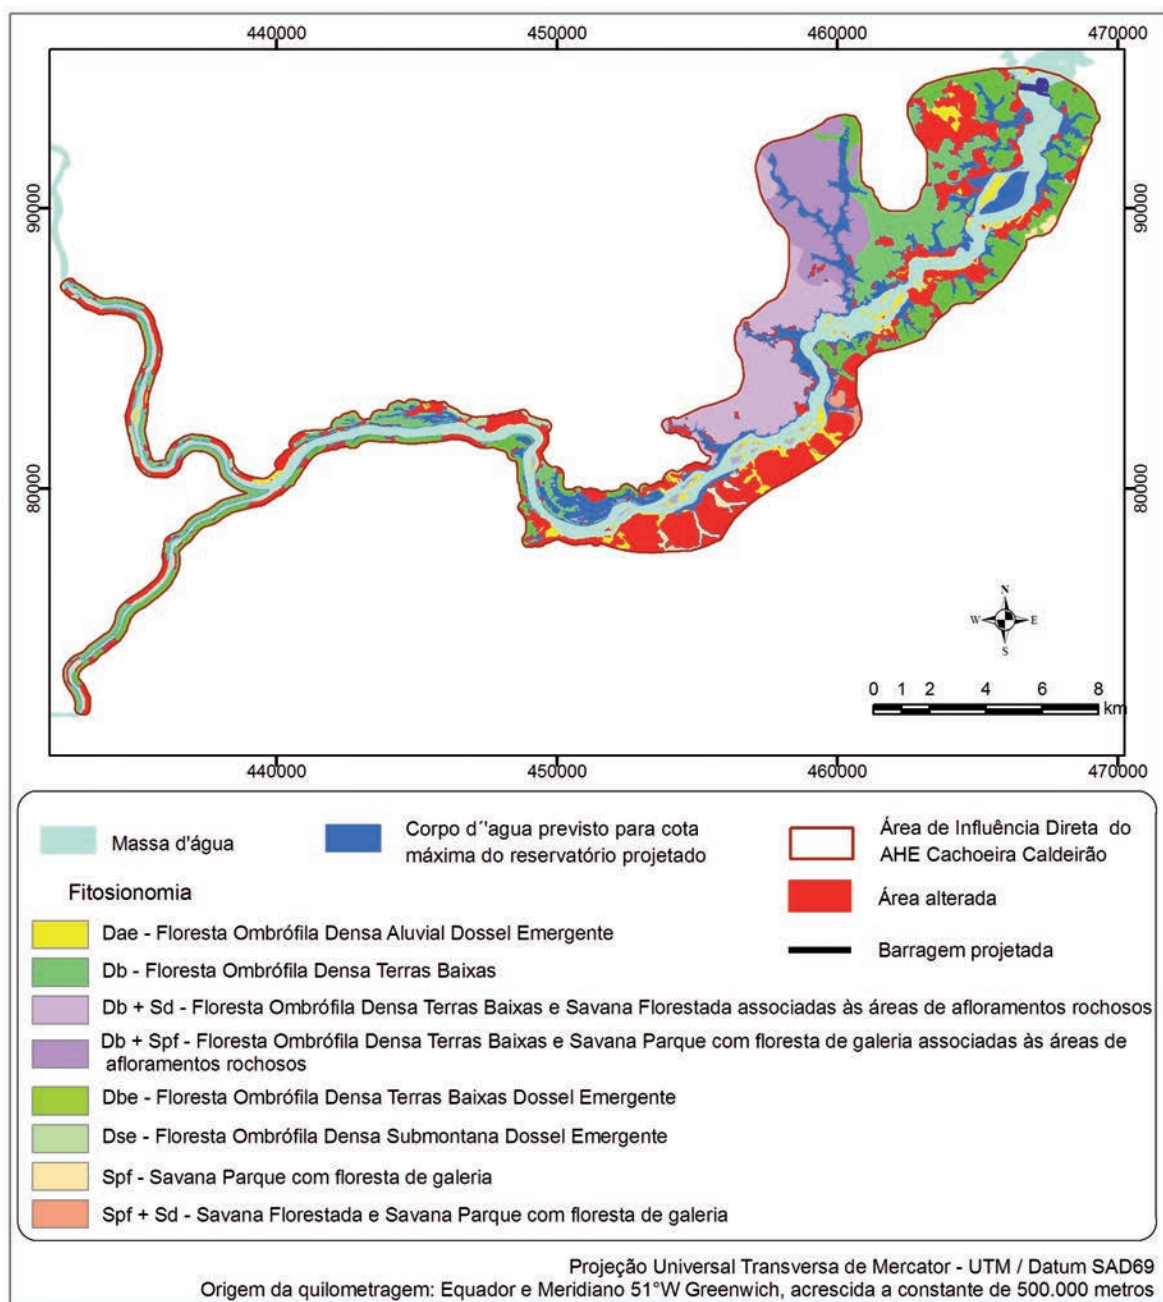 440000 450000 460000 470000
90000 90000
80000 80000
N
W E
S
0 1 2 4 6 8
km
440000 450000 460000 470000
Massa d'água
Corpo d´'agua previsto para cota
máxima do reservatório projetado
Área de Influência Direta do
AHE Cachoeira Caldeirão
Fitosionomia
Área alterada
Barragem projetada
Dae - Floresta Ombrófila Densa Aluvial Dossel Emergente
Db - Floresta Ombrófila Densa Terras Baixas
Db + Sd - Floresta Ombrófila Densa Terras Baixas e Savana Florestada associadas às áreas de afloramentos rochosos
Db + Spf - Floresta Ombrófila Densa Terras Baixas e Savana Parque com floresta de galeria associadas às áreas de
afloramentos rochosos
Dbe - Floresta Ombrófila Densa Terras Baixas Dossel Emergente
Dse - Floresta Ombrófila Densa Submontana Dossel Emergente
Spf - Savana Parque com floresta de galeria
Spf + Sd - Savana Florestada e Savana Parque com floresta de galeria
Projeção Universal Transversa de Mercator - UTM / Datum SAD69
Origem da quilometragem: Equador e Meridiano 51°W Greenwich, acrescida a constante de 500.000 metros